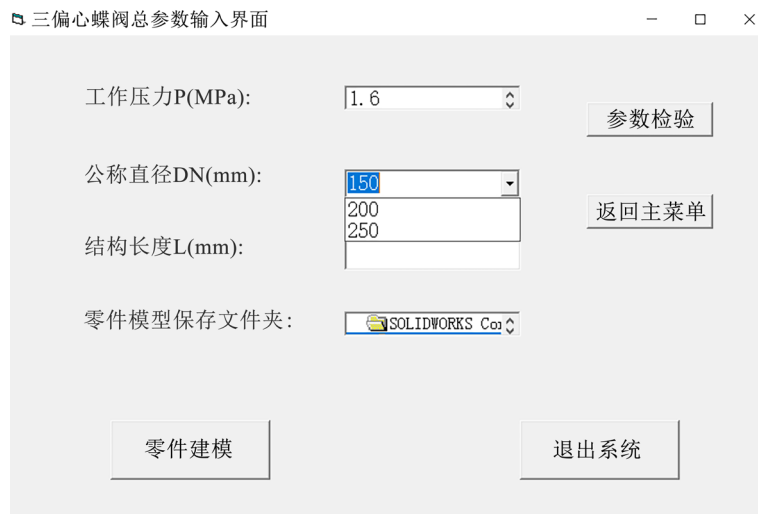 三偏心蝶阀总参数输入界面
工作压力P(MPa):
1.6
参数检验
公称直径DN(mm):
150
200
250
返回主菜单
结构长度L(mm):
零件模型保存文件夹:
SOLIDWORKS
零件建模
退出系统